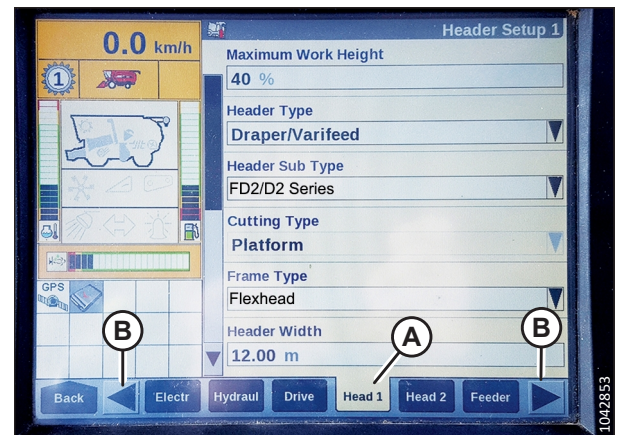 0.0 km/h
1
Header Setup 1
Maximum Work Height
40 %
Header Type
Draper/Varifeed
Header Sub Type
FD2/D2 Series
Cutting Type
Platform
Frame Type
Flexhead
Header Width
12.00 m
GPS
B
A
B
Back
Electr
Hydraul
Drive
Head 1
Head 2
Feeder
1042853